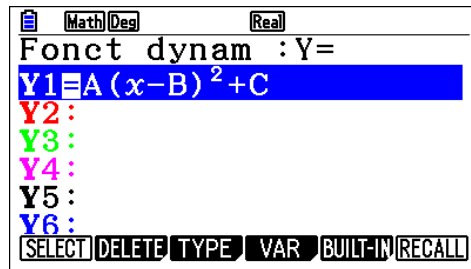 Math Deg Real
Fonct dynam :Y=
Y1=A(x-B)²+C
Y2:
Y3:
Y4:
Y5:
Y6:
SELECT DELETE TYPE VAR BUILT-IN RECALL